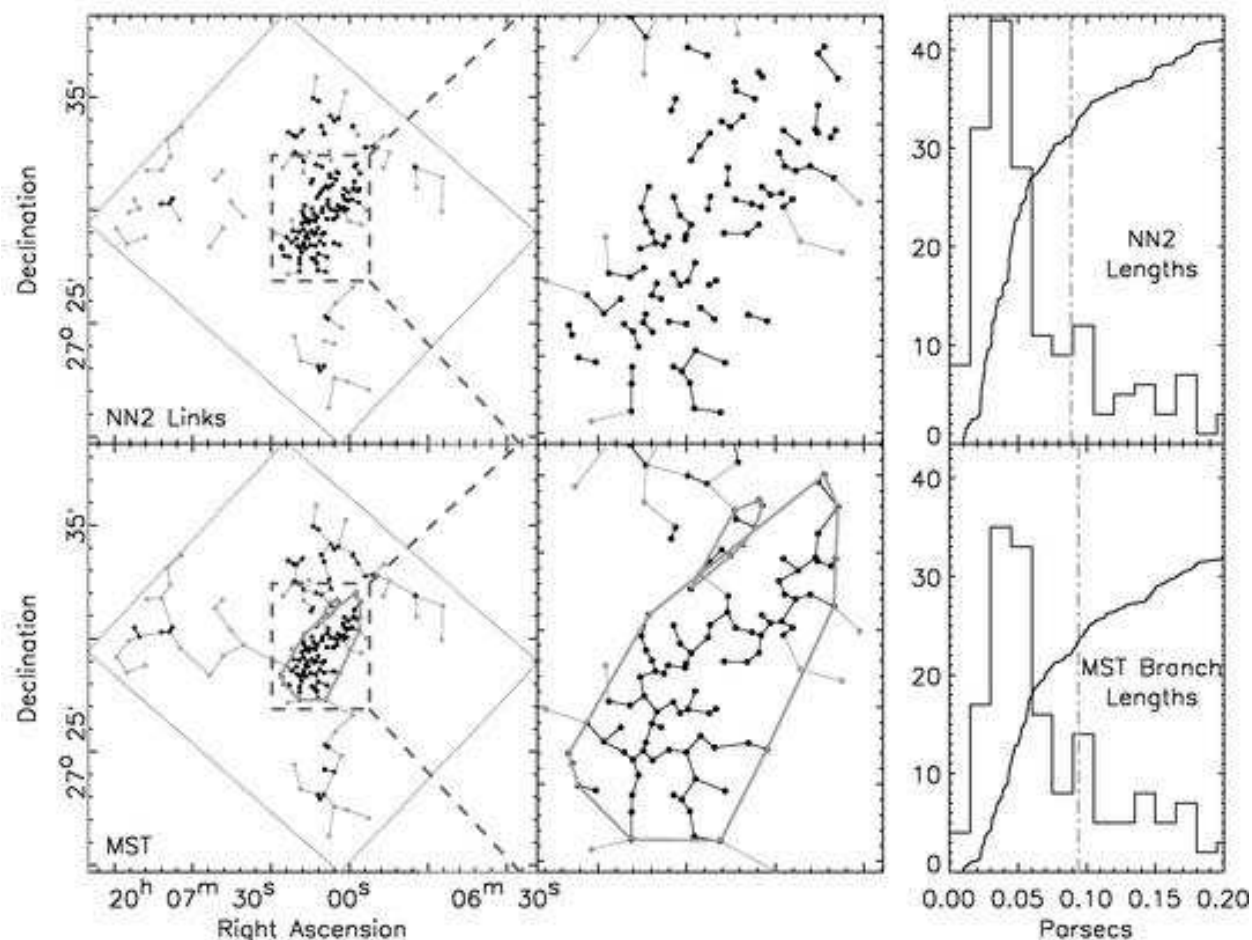 40
35'
30
Declination
NN2
Lengths
20
25'
27°
10
NN2 Links
0
40
35'
30
Declination
20
MST Branch
Lengths
25'
27°
10
MST
0
20h 07m 30s 00s 06m 30s
0.00 0.05 0.10 0.15 0.20
Right Ascension
Parsecs